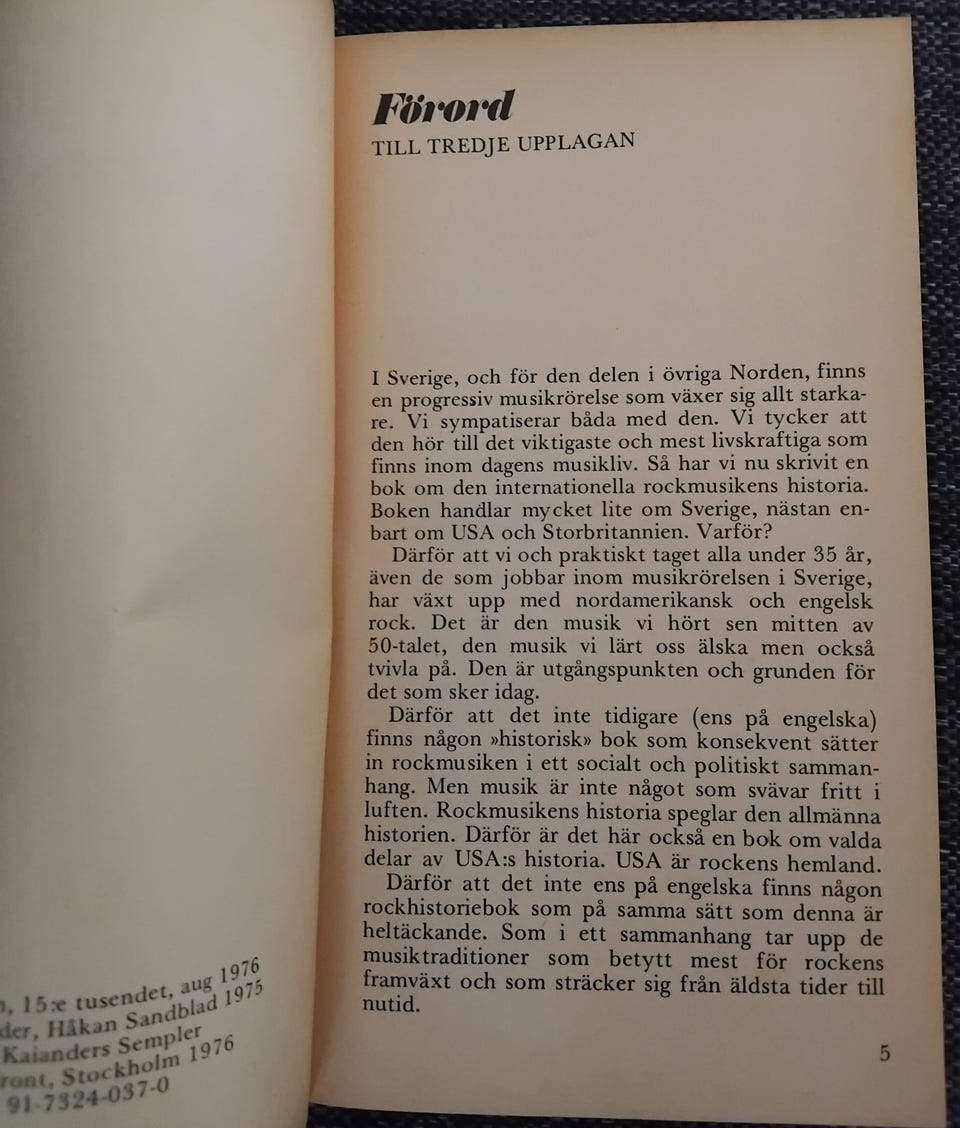 , 15:e tusendet, aug 1976
der, Håkan Sandblad 1975
Kaianders Sempler
ront, Stockholm 1976
91-7324-037-0
Förord
TILL TREDJE UPPLAGAN
I Sverige, och för den delen i övriga Norden, finns
en progressiv musikrörelse som växer sig allt starka-
re. Vi sympatiserar båda med den. Vi tycker att
den hör till det viktigaste och mest livskraftiga som
finns inom dagens musikliv. Så har vi nu skrivit en
bok om den internationella rockmusikens historia.
Boken handlar mycket lite om Sverige, nästan en-
bart om USA och Storbritannien. Varför?
Därför att vi och praktiskt taget alla under 35 år,
även de som jobbar inom musikrörelsen i Sverige,
har växt upp med nordamerikansk och engelsk
rock. Det är den musik vi hört sen mitten av
50-talet, den musik vi lärt oss älska men också
tvivla på. Den är utgångspunkten och grunden för
det som sker idag.
Därför att det inte tidigare (ens på engelska)
finns någon »historisk» bok som konsekvent sätter
in rockmusiken i ett socialt och politiskt samman-
hang. Men musik är inte något som svävar fritt i
luften. Rockmusikens historia speglar den allmänna
historien. Därför är det här också en bok om valda
delar av USA:s historia. USA är rockens hemland.
Därför att det inte ens på engelska finns någon
rockhistoriebok som på samma sätt som denna är
heltäckande. Som i ett sammanhang tar upp de
musiktraditioner som betytt mest för rockens
framväxt och som sträcker sig från äldsta tider till
nutid.
5